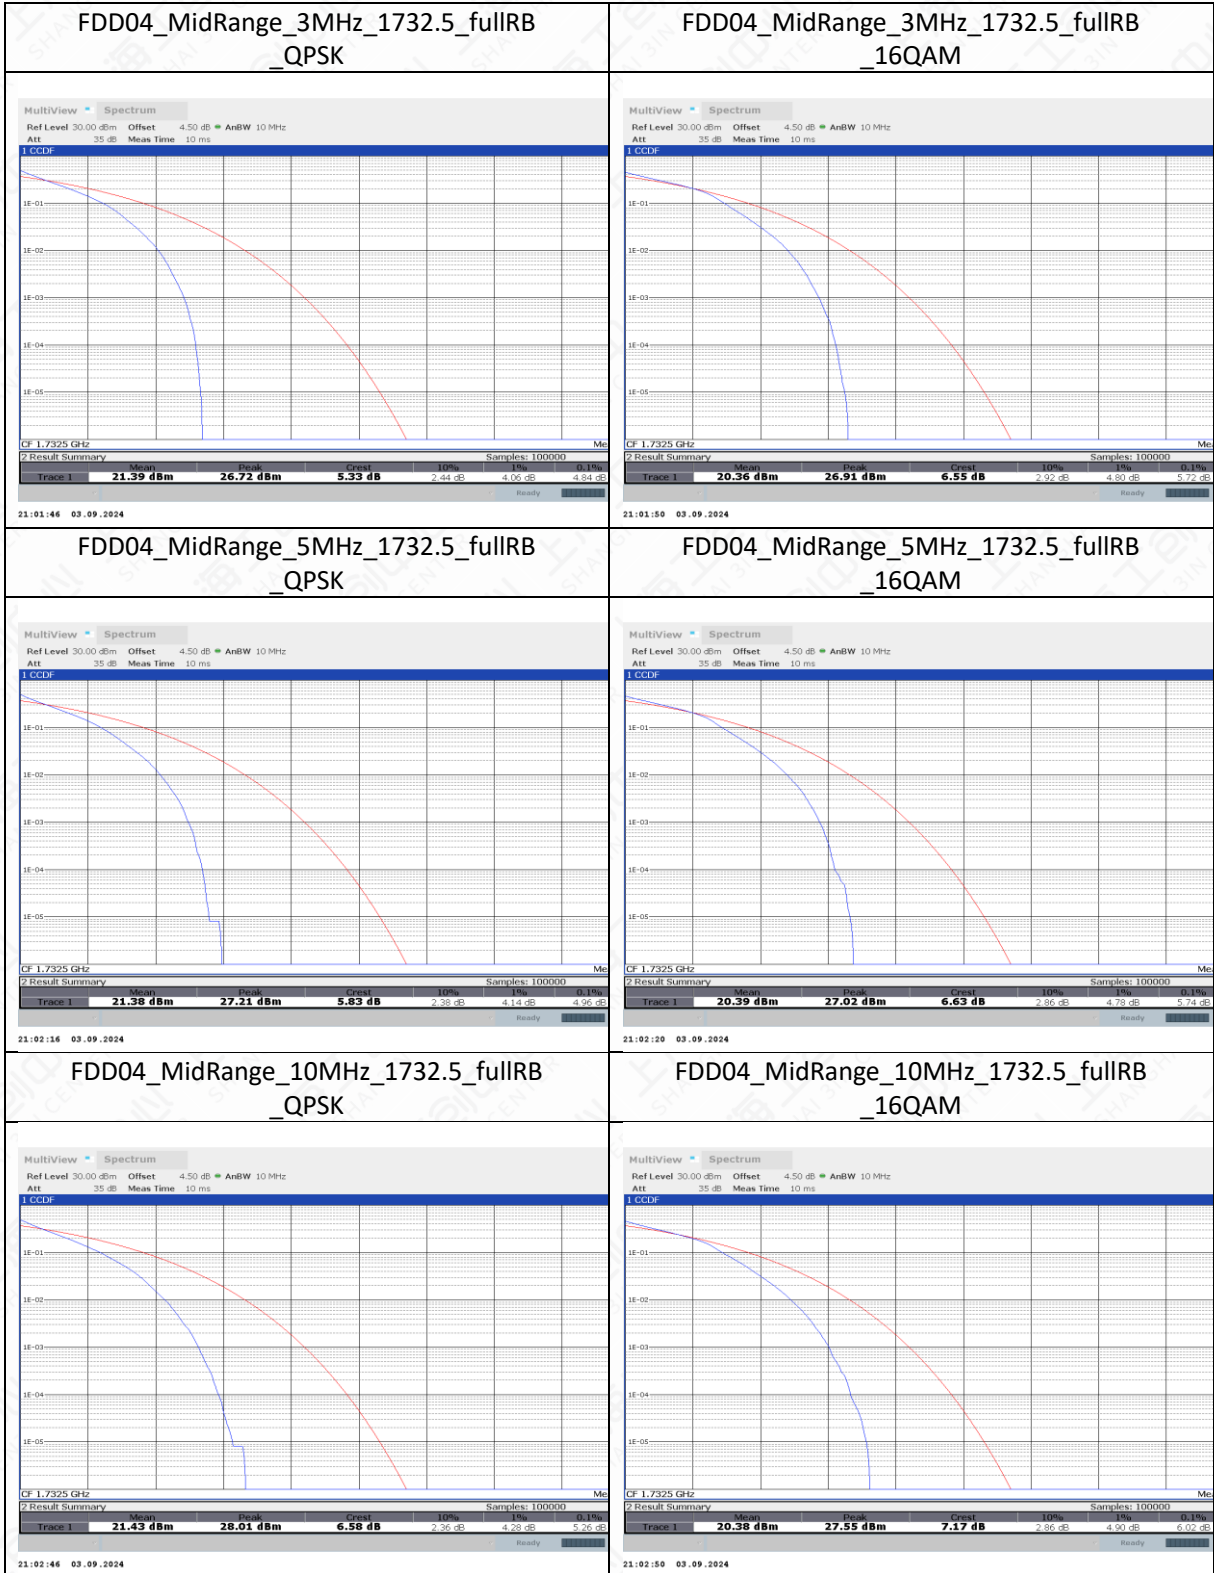 FDD04_MidRange_3MHz_1732.5_fullRB
_QPSK
MultiView Spectrum
Ref Level 30.00 dBm Offset 4.50 dB AnBW 10 MHz
Att 35 dB Meas Time 10 ms
1 CCDF
1E-01
1E-02
1E-03
1E-04
1E-05
CF 1.7325 GHz Me
2 Result Summary Samples: 100000
Mean Peak Crest 10% 1% 0.1%
Trace 1 21.39 dBm 26.72 dBm 5.33 dB 2.44 dB 4.06 dB 4.84 dB
Ready
21:01:46 03.09.2024
FDD04_MidRange_3MHz_1732.5_fullRB
_16QAM
MultiView Spectrum
Ref Level 30.00 dBm Offset 4.50 dB AnBW 10 MHz
Att 35 dB Meas Time 10 ms
1 CCDF
1E-01
1E-02
1E-03
1E-04
1E-05
CF 1.7325 GHz Me
2 Result Summary Samples: 100000
Mean Peak Crest 10% 1% 0.1%
Trace 1 20.36 dBm 26.91 dBm 6.55 dB 2.92 dB 4.80 dB 5.72 dB
Ready
21:01:50 03.09.2024
FDD04_MidRange_5MHz_1732.5_fullRB
_QPSK
MultiView Spectrum
Ref Level 30.00 dBm Offset 4.50 dB AnBW 10 MHz
Att 35 dB Meas Time 10 ms
1 CCDF
1E-01
1E-02
1E-03
1E-04
1E-05
CF 1.7325 GHz Me
2 Result Summary Samples: 100000
Mean Peak Crest 10% 1% 0.1%
Trace 1 21.38 dBm 27.21 dBm 5.83 dB 2.38 dB 4.14 dB 4.96 dB
Ready
21:02:16 03.09.2024
FDD04_MidRange_5MHz_1732.5_fullRB
_16QAM
MultiView Spectrum
Ref Level 30.00 dBm Offset 4.50 dB AnBW 10 MHz
Att 35 dB Meas Time 10 ms
1 CCDF
1E-01
1E-02
1E-03
1E-04
1E-05
CF 1.7325 GHz Me
2 Result Summary Samples: 100000
Mean Peak Crest 10% 1% 0.1%
Trace 1 20.39 dBm 27.02 dBm 6.63 dB 2.86 dB 4.78 dB 5.74 dB
Ready
21:02:20 03.09.2024
FDD04_MidRange_10MHz_1732.5_fullRB
_QPSK
MultiView Spectrum
Ref Level 30.00 dBm Offset 4.50 dB AnBW 10 MHz
Att 35 dB Meas Time 10 ms
1 CCDF
1E-01
1E-02
1E-03
1E-04
1E-05
CF 1.7325 GHz Me
2 Result Summary Samples: 100000
Mean Peak Crest 10% 1% 0.1%
Trace 1 21.43 dBm 28.01 dBm 6.58 dB 2.36 dB 4.28 dB 5.26 dB
Ready
21:02:46 03.09.2024
FDD04_MidRange_10MHz_1732.5_fullRB
_16QAM
MultiView Spectrum
Ref Level 30.00 dBm Offset 4.50 dB AnBW 10 MHz
Att 35 dB Meas Time 10 ms
1 CCDF
1E-01
1E-02
1E-03
1E-04
1E-05
CF 1.7325 GHz Me
2 Result Summary Samples: 100000
Mean Peak Crest 10% 1% 0.1%
Trace 1 20.38 dBm 27.55 dBm 7.17 dB 2.86 dB 4.90 dB 6.02 dB
Ready
21:02:50 03.09.2024